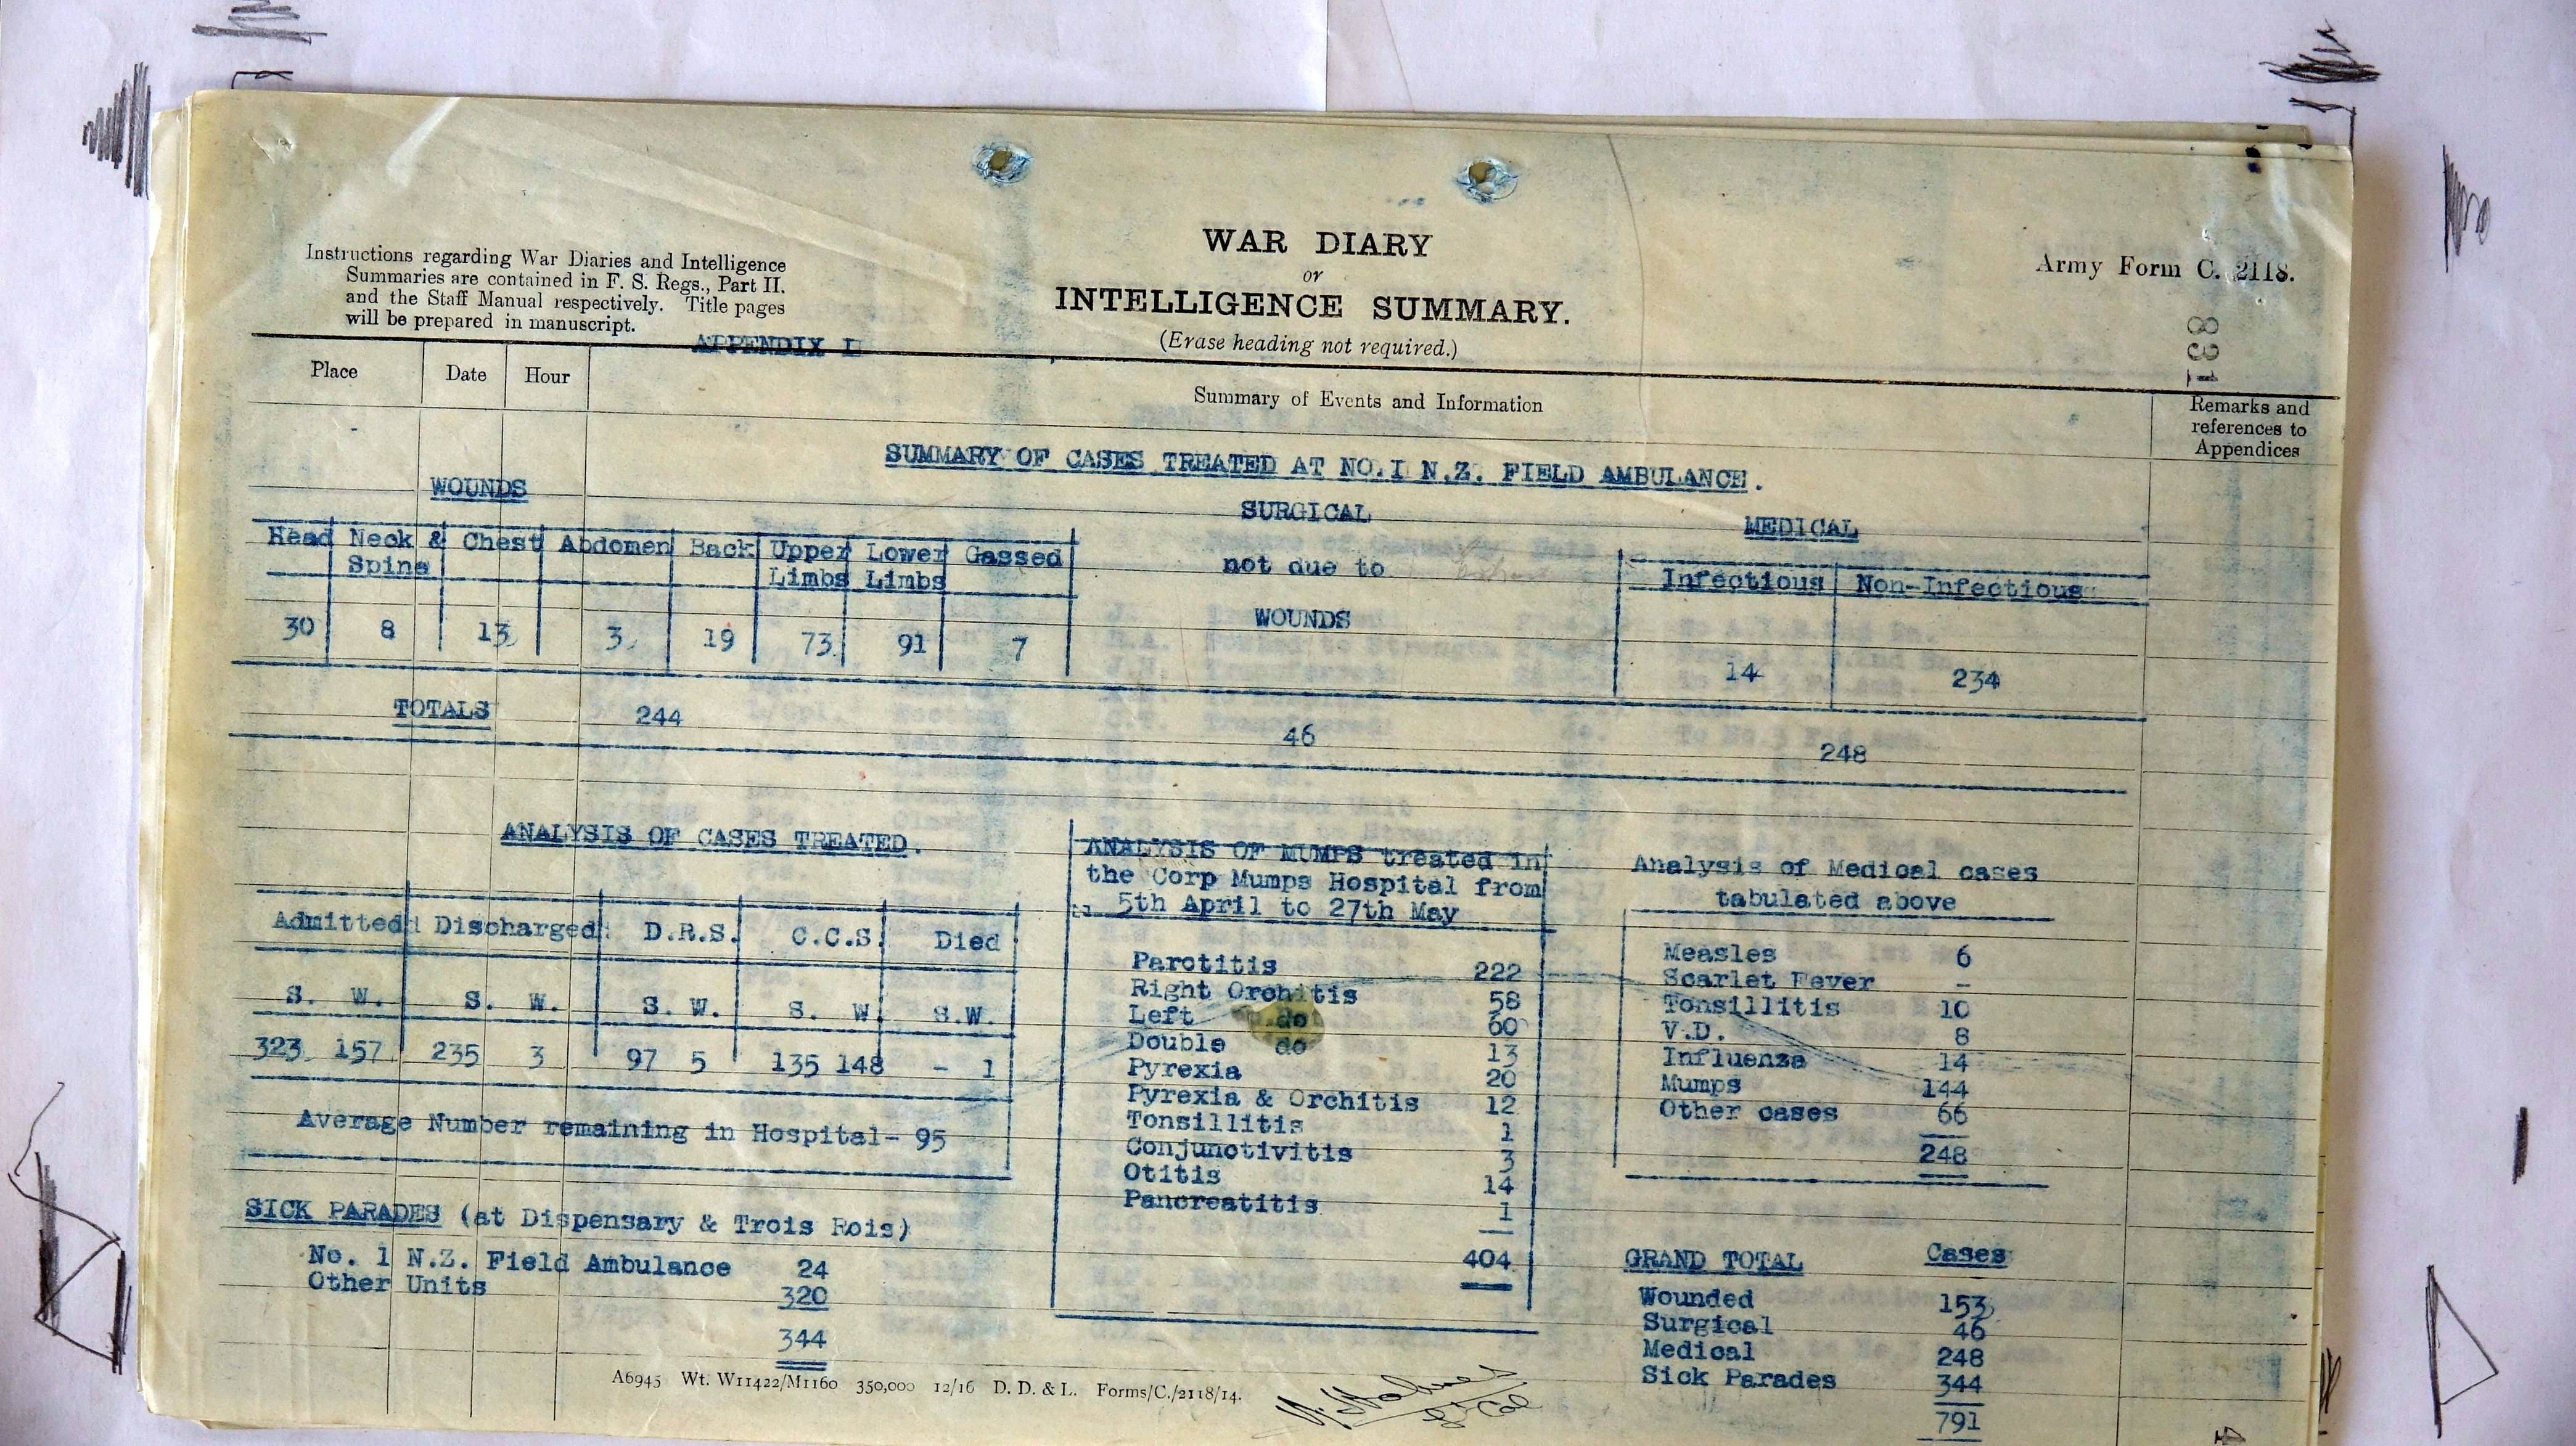 Instructions regarding War Diaries and Intelligence
Summaries are contained in F. S. Regs., Part II.
and the Staff Manual respectively. Title pages
will be prepared in manuscript.
WAR DIARY
or
INTELLIGENCE SUMMARY.
(Erase heading not required.)
Army Form C. 2118.
831
APPENDIX I
Place Date Hour
Summary of Events and Information
Remarks and
references to
Appendices
SUMMARY OF CASES TREATED AT NO.I N.Z. FIELD AMBULANCE.
WOUNDS
Head Neck & Chest Abdomen Back Upper Lower Gassed
Spine Limbs Limbs
30 8 13 3 19 73 91 7
SURGICAL
not due to
WOUNDS
MEDICAL
Infectious Non-Infectious
14 234
TOTALS 244 46 248
ANALYSIS OF CASES TREATED.
Admitted Discharged D.R.S. C.C.S. Died
S. W. S. W. S. W. S. W. S.W.
323 157 235 3 97 5 135 148 - 1
Average Number remaining in Hospital- 95
SICK PARADES (at Dispensary & Trois Rois)
No. 1 N.Z. Field Ambulance 24
Other Units 320
344
ANALYSIS OF MUMPS treated in
the Corp Mumps Hospital from
5th April to 27th May
Parotitis 222
Right Orchitis 58
Left do 60
Double do 13
Pyrexia 20
Pyrexia & Orchitis 12
Tonsillitis 1
Conjunctivitis 3
Otitis 14
Pancreatitis 1
404
Analysis of Medical cases
tabulated above
Measles 6
Scarlet Fever -
Tonsillitis 10
V.D. 8
Influenza 14
Mumps 144
Other cases 66
248
GRAND TOTAL Cases
Wounded 153
Surgical 46
Medical 248
Sick Parades 344
791
A6945 Wt. W11422/M1160 350,000 12/16 D. D. & L. Forms/C./2118/14.
Lt Col